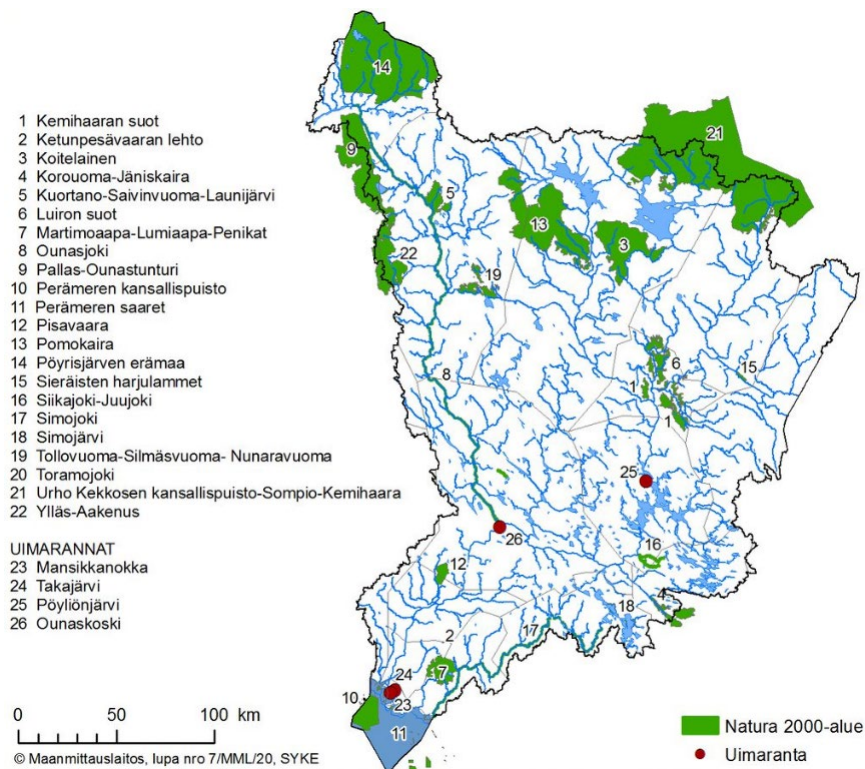 1 Kemihaaran suot
2 Ketunpesävaaran lehto
3 Koitelainen
4 Korouoma-Jäniskaira
5 Kuortano-Saivinvuoma-Launijärvi
6 Luiron suot
7 Martimoaapa-Lumiaapa-Penikat
8 Ounasjoki
9 Pallas-Ounastunturi
10 Perämeren kansallispuisto
11 Perämeren saaret
12 Pisavaara
13 Pomokaira
14 Pöyrisjärven erämaa
15 Sieräisten harjulammet
16 Siikajoki-Juujoki
17 Simojoki
18 Simojärvi
19 Tollovuoma-Silmäsvuoma- Nunaravuoma
20 Toramojoki
21 Urho Kekkosen kansallispuisto-Sompio-Kemihaara
22 Ylläs-Aakenus
UIMARANNAT
23 Mansikkanokka
24 Takajärvi
25 Pöyliönjärvi
26 Ounaskoski
0 50 100 km
© Maanmittauslaitos, lupa nro 7/MML/20, SYKE
14
21
9
5
13
3
22
19
6
8
15
1
1
25
26
16
12
4
18
17
2
7
24
23
10
11
Natura 2000-alue
Uimaranta